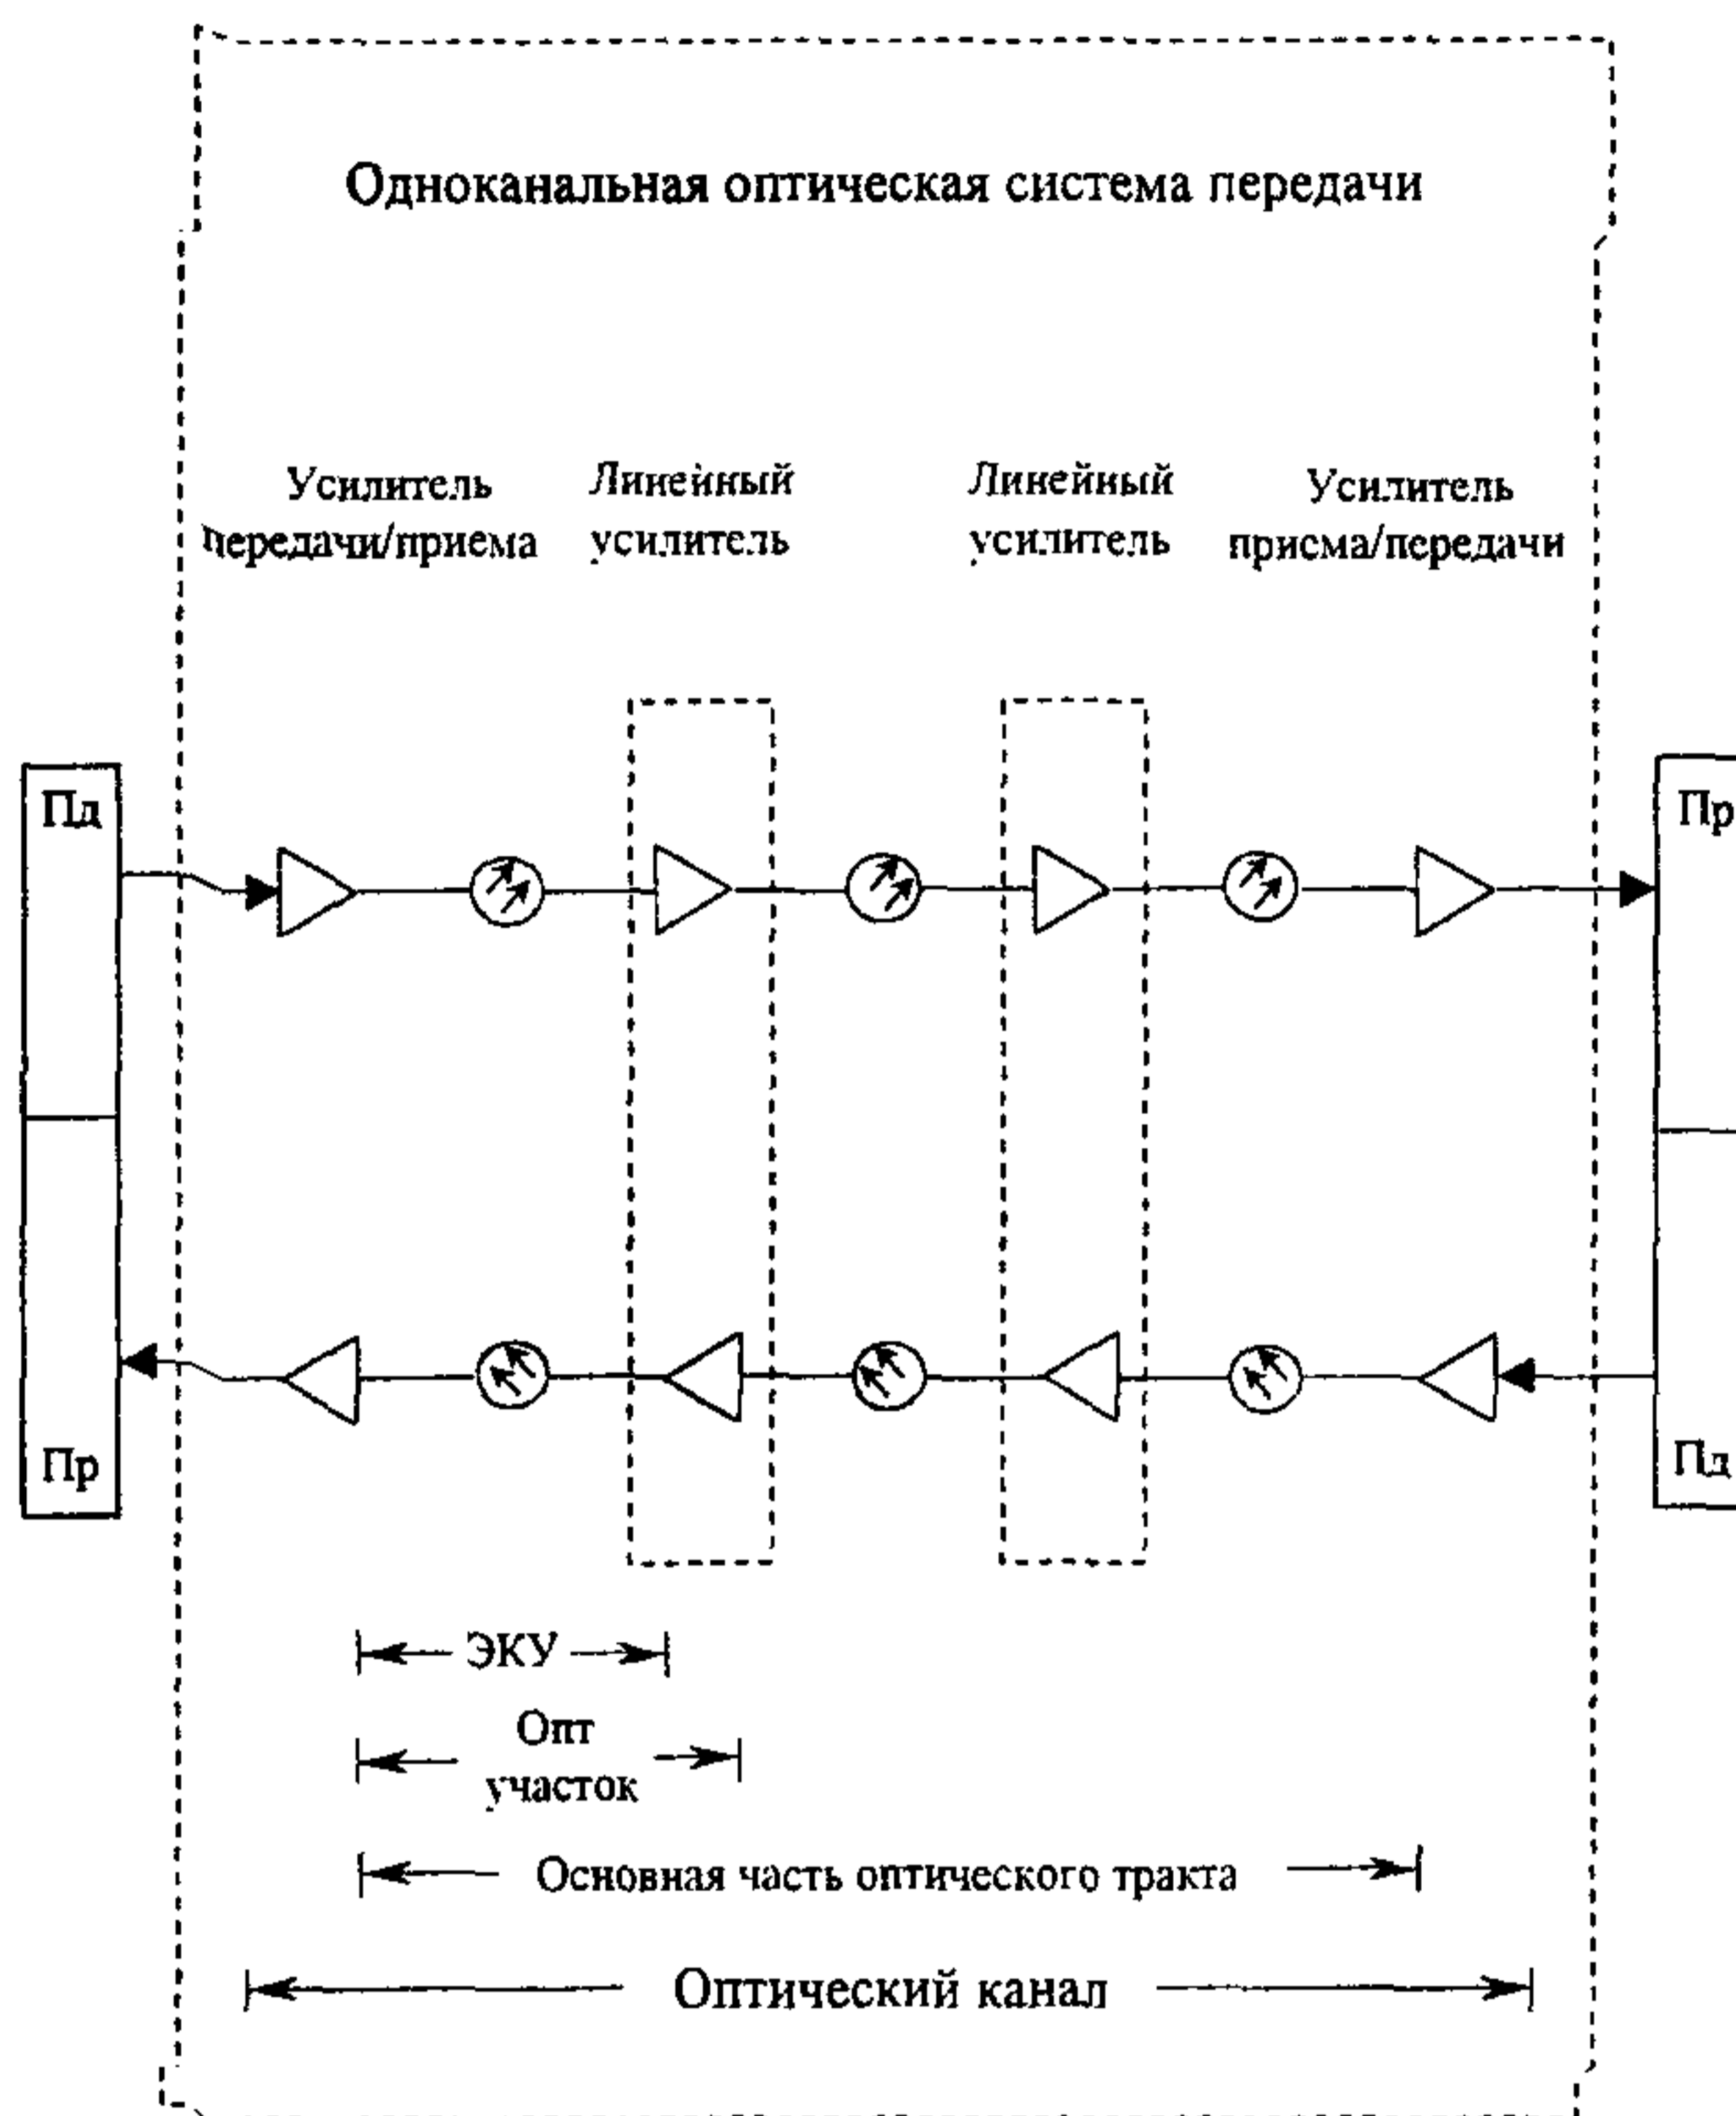 Одноканальная оптическая система передачи
Усилитель
передачи/приема
Линейный
усилитель
Линейный
усилитель
Усилитель
присма/передачи
Пд
Пр
Пр
Пд
ЭКУ
Опт
участок
Основная часть оптического тракта
Оптический канал